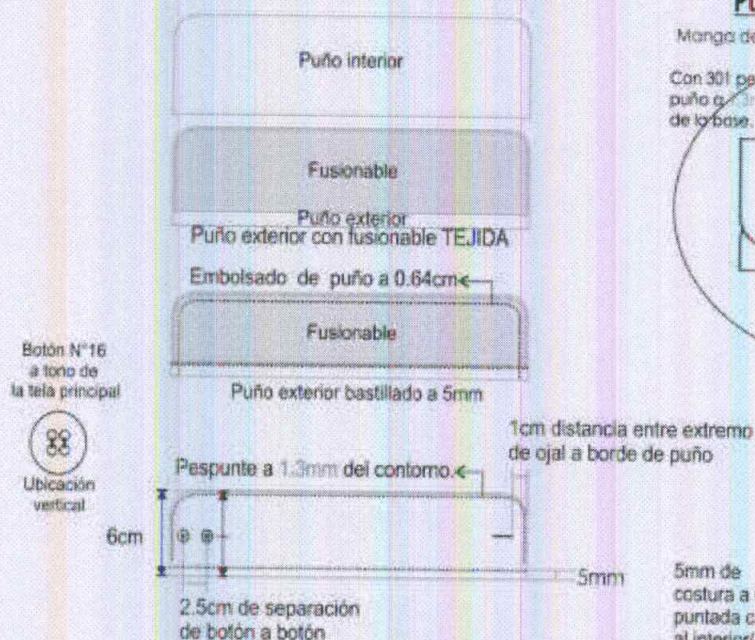 Puño interior
Fusionable
Puño exterior
Puño exterior con fusionable TEJIDA
Embolsado de puño a 0.64cm
Fusionable
Puño exterior bastillado a 5mm
Botón N°16
a tono de
la tela principal
Ubicación
vertical
Pespunte a 1.3mm del contorno.
1cm distancia entre extremo
de ojal a borde de puño
6cm
5mm
2.5cm de separación
de botón a botón
Manga de
Con 301 pe
puño a
de la base.
5mm de
costura a
puntada c
al interior